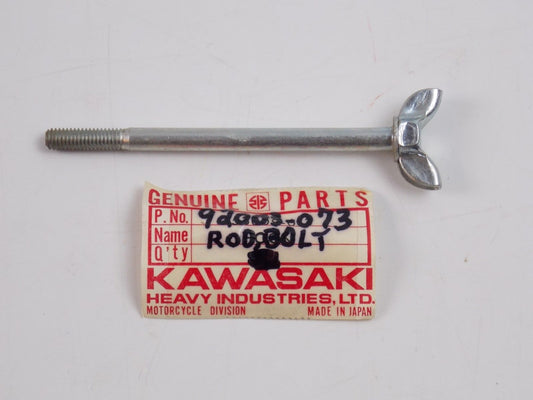 GENUINE PARTS
P. No. 92003-073
Name ROD,BOLT
Q'ty
KAWASAKI
HEAVY INDUSTRIES, LTD.
MOTORCYCLE DIVISION MADE IN JAPAN